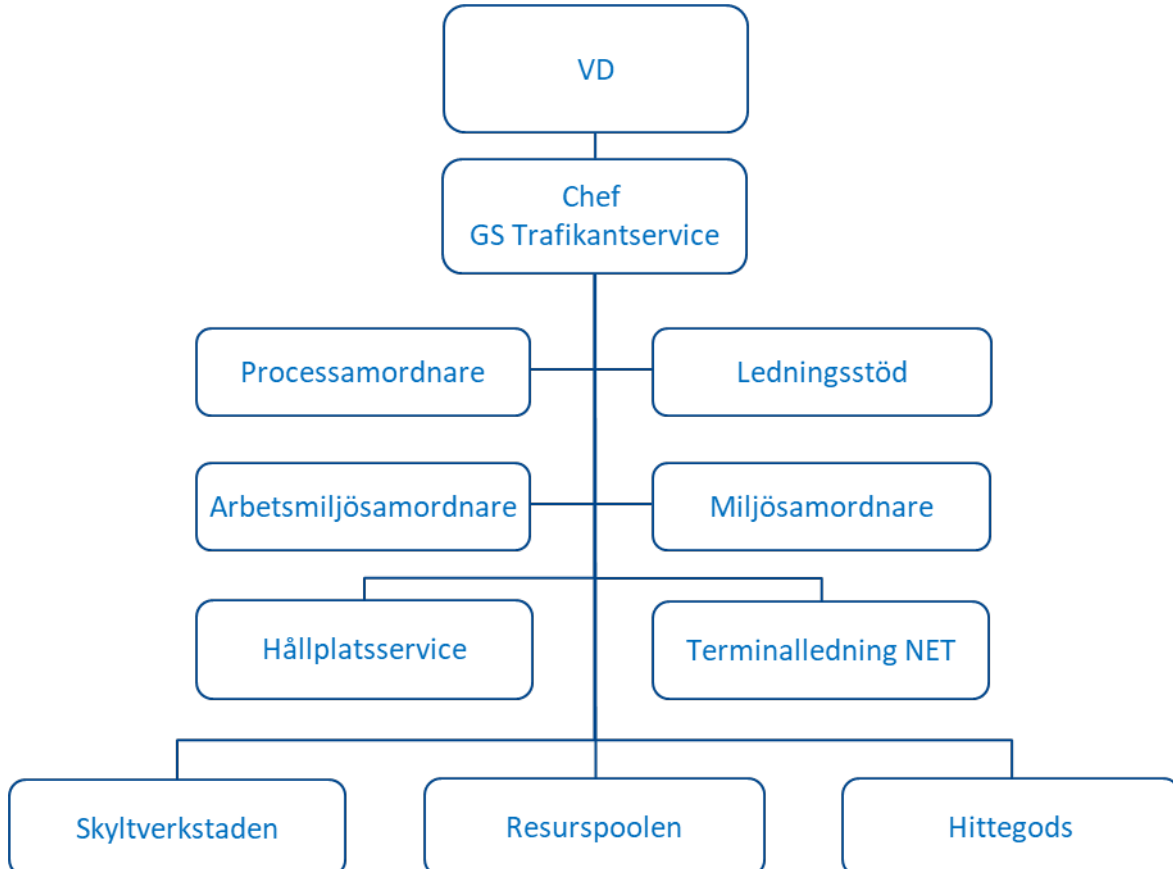 VD
Chef
GS Trafikantservice
Processamordnare
Ledningsstöd
Arbetsmiljösamordnare
Miljösamordnare
Hållplatsservice
Terminalledning NET
Skyltverkstaden
Resurspoolen
Hittegods